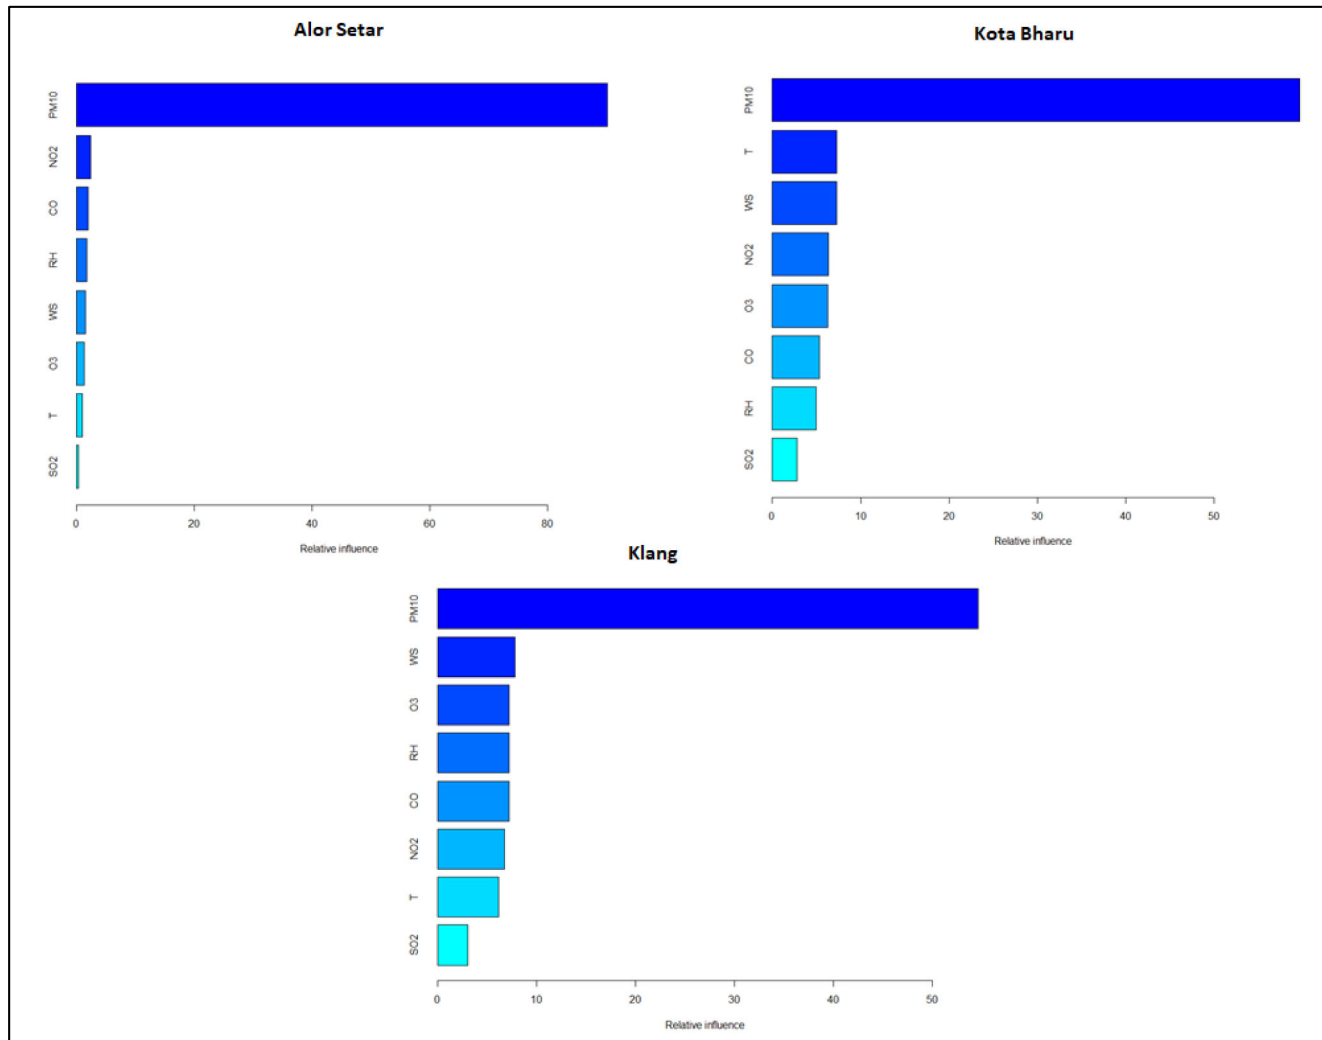 Alor Setar
PM10
NO2
CO
RH
WS
O3
T
SO2
0 20 40 60 80
Relative influence
Kota Bharu
PM10
T
WS
NO2
O3
CO
RH
SO2
0 10 20 30 40 50
Relative influence
Klang
PM10
WS
O3
RH
CO
NO2
T
SO2
0 10 20 30 40 50
Relative influence